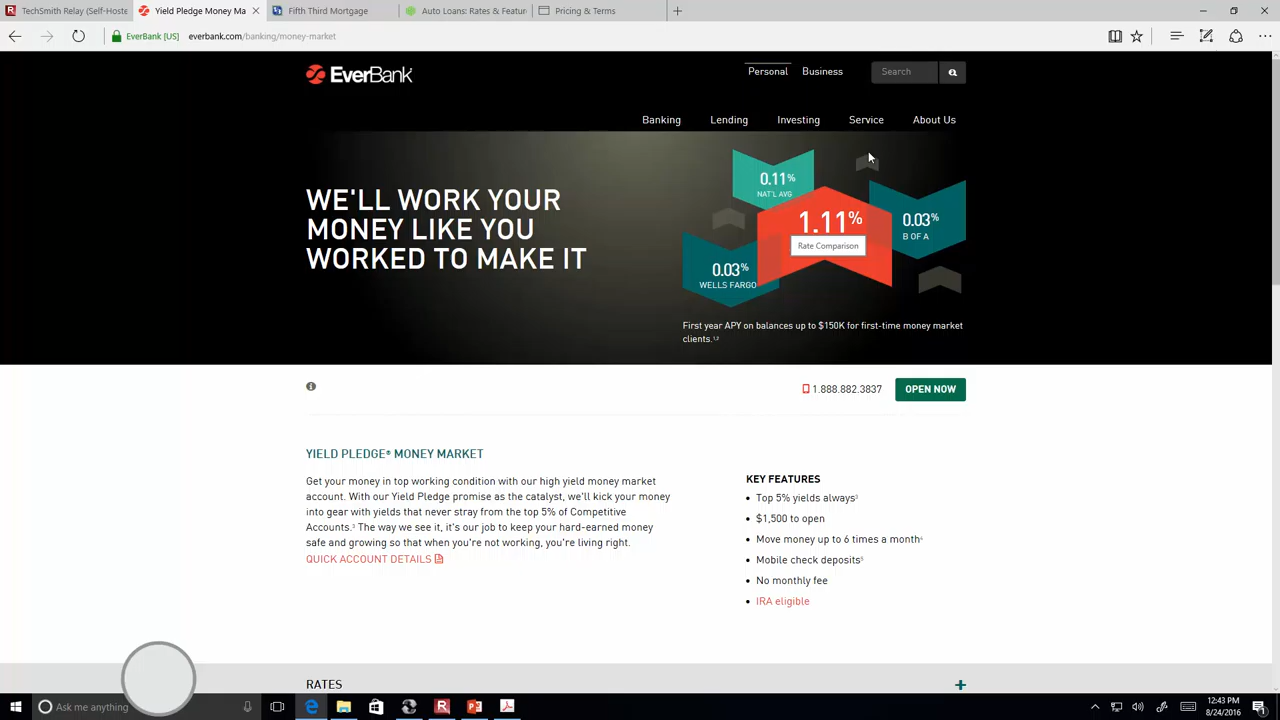 TechSmith Relay (Self-Hoste
Yield Pledge Money Ma
Fifth Third Mortgage
Auto Loans: Rates & Featur
Pricing & Terms
EverBank [US]
everbank.com/banking/money-market
EverBank
Personal
Business
Search
Banking
Lending
Investing
Service
About Us
WE'LL WORK YOUR
MONEY LIKE YOU
WORKED TO MAKE IT
0.11%
NAT'L AVG
1.11%
Rate Comparison
0.03%
B OF A
0.03%
WELLS FARGO
First year APY on balances up to $150K for first-time money market
clients.1,2
1.888.882.3837
OPEN NOW
YIELD PLEDGE® MONEY MARKET
Get your money in top working condition with our high yield money market
account. With our Yield Pledge promise as the catalyst, we'll kick your money
into gear with yields that never stray from the top 5% of Competitive
Accounts.3 The way we see it, it's our job to keep your hard-earned money
safe and growing so that when you're not working, you're living right.
QUICK ACCOUNT DETAILS
KEY FEATURES
• Top 5% yields always3
• $1,500 to open
• Move money up to 6 times a month4
• Mobile check deposits5
• No monthly fee
• IRA eligible
RATES
Ask me anything
12:43 PM
8/24/2016